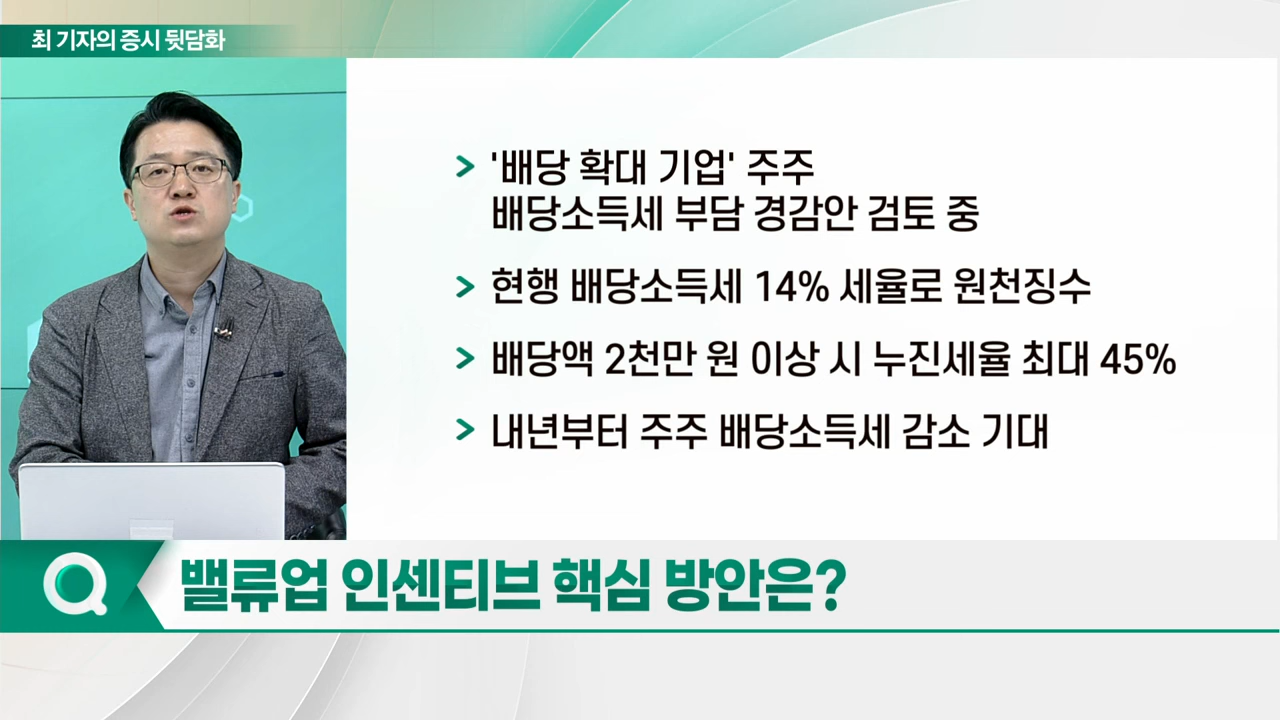 최 기자의 증시 뒷담화
> '배당 확대 기업' 주주
배당소득세 부담 경감안 검토 중
> 현행 배당소득세 14% 세율로 원천징수
> 배당액 2천만 원 이상 시 누진세율 최대 45%
> 내년부터 주주 배당소득세 감소 기대
Q 밸류업 인센티브 핵심 방안은?